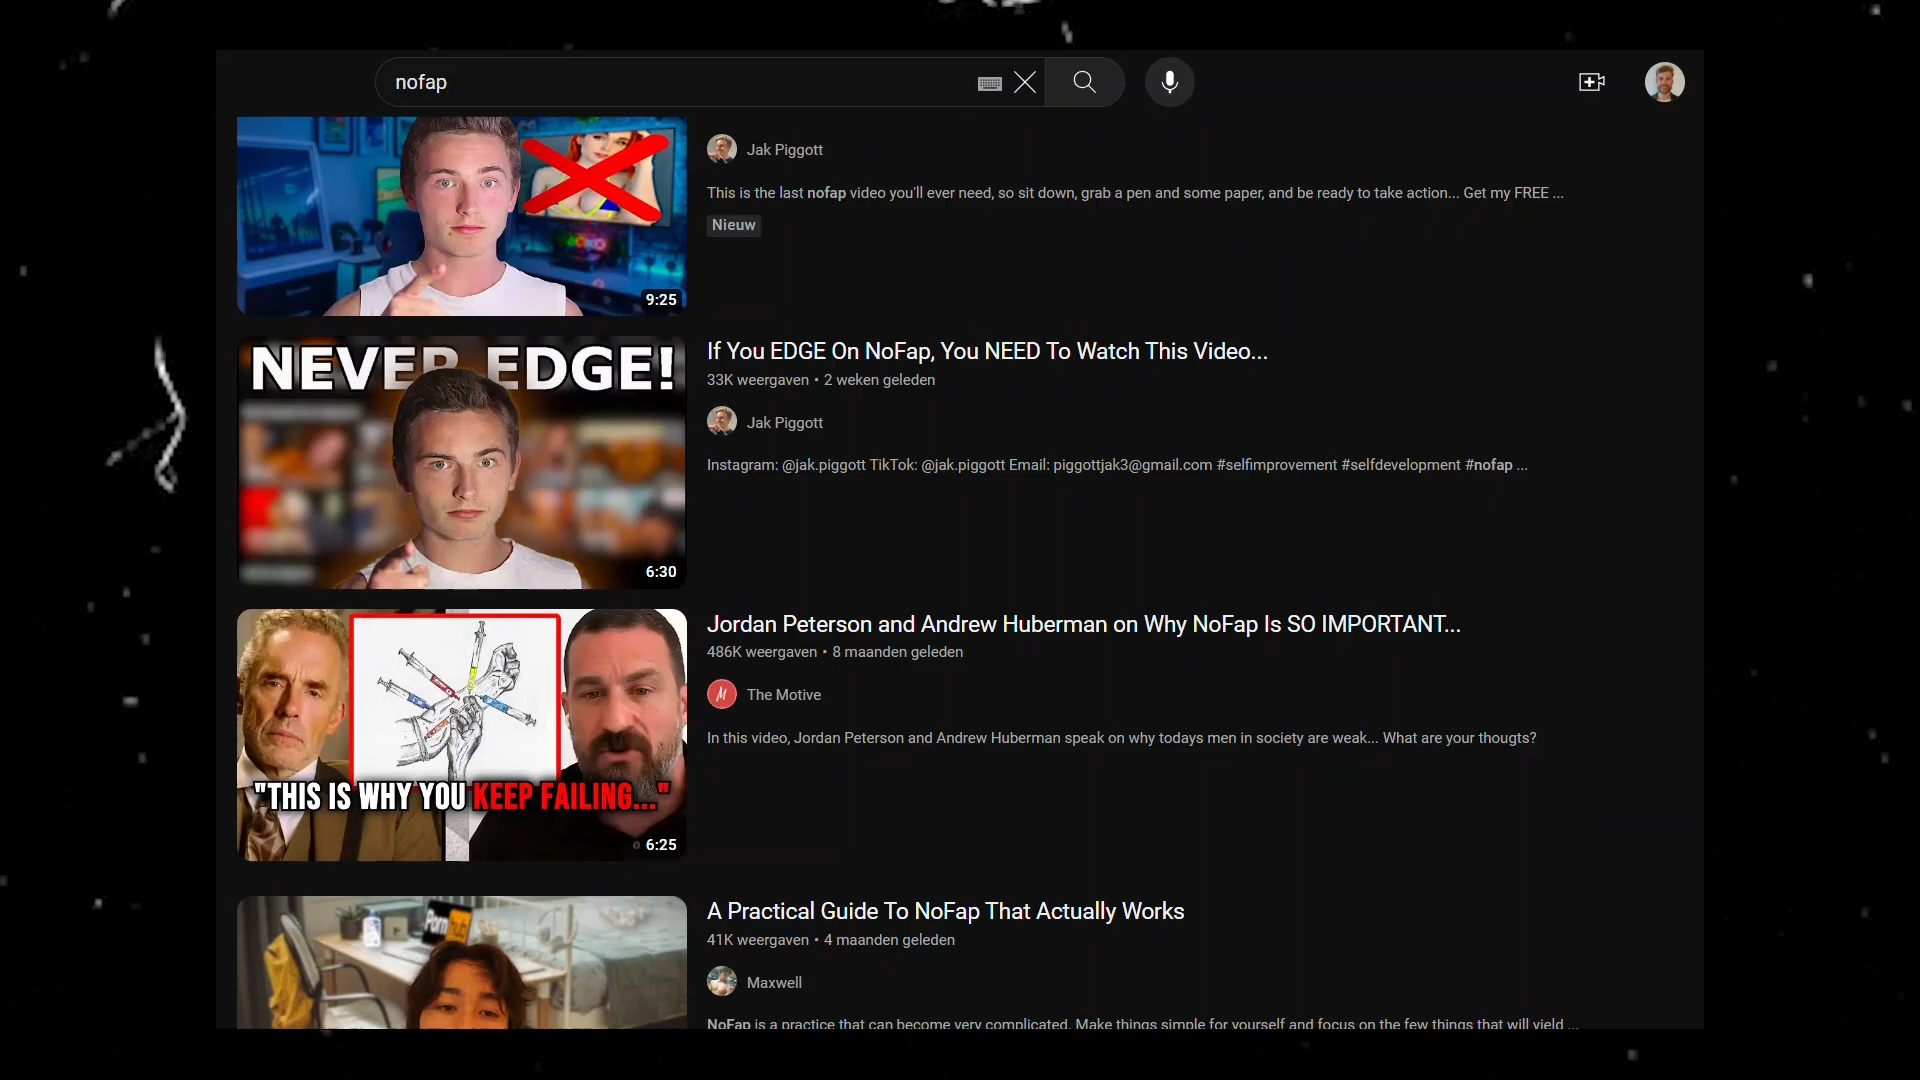 nofap
Jak Piggott
This is the last nofap video you'll ever need, so sit down, grab a pen and some paper, and be ready to take action... Get my FREE ...
Nieuw
9:25
NEVER EDGE!
6:30
If You EDGE On NoFap, You NEED To Watch This Video...
33K weergaven • 2 weken geleden
Jak Piggott
Instagram: @jak.piggott TikTok: @jak.piggott Email: piggottjak3@gmail.com #selfimprovement #selfdevelopment #nofap ...
"THIS IS WHY YOU KEEP FAILING..."
6:25
Jordan Peterson and Andrew Huberman on Why NoFap Is SO IMPORTANT...
486K weergaven • 8 maanden geleden
The Motive
In this video, Jordan Peterson and Andrew Huberman speak on why todays men in society are weak... What are your thougts?
Porn hub
A Practical Guide To NoFap That Actually Works
41K weergaven • 4 maanden geleden
Maxwell
NoFap is a practice that can become very complicated. Make things simple for yourself and focus on the few things that will yield ...